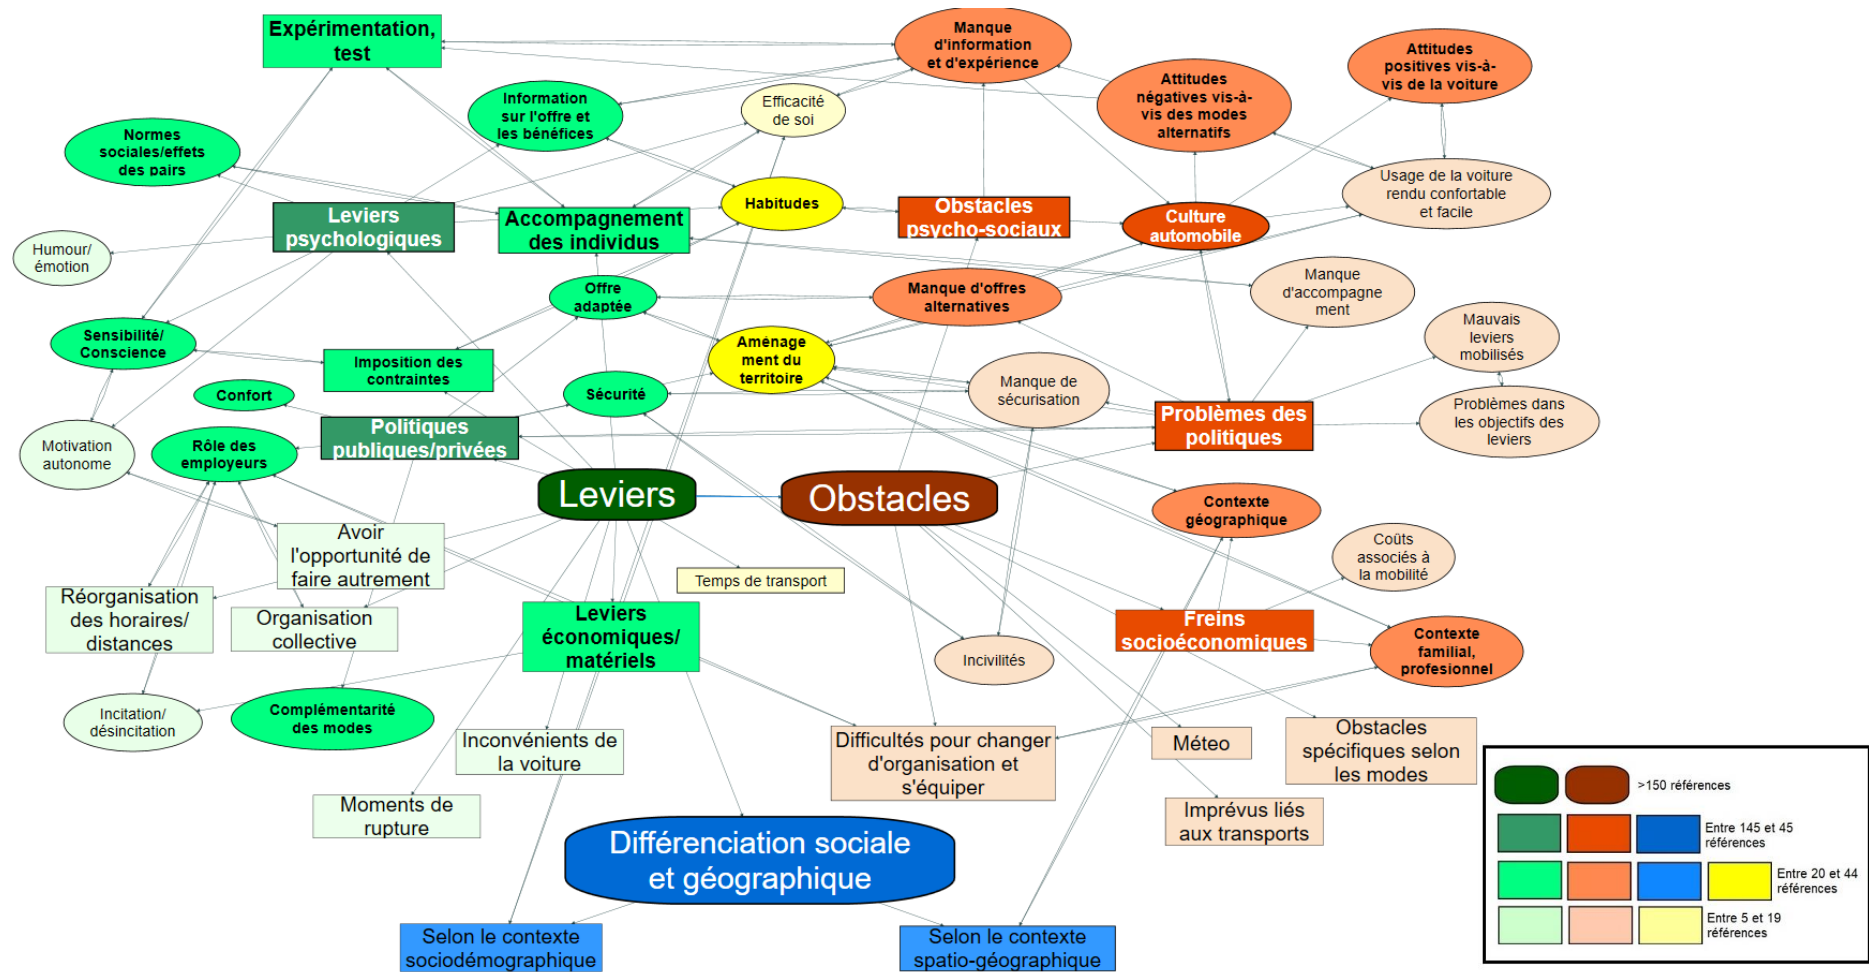 Expérimentation,
test
Manque
d'information
et d'expérience
Attitudes
positives vis-à-
vis de la voiture
Attitudes
négatives vis-à-
vis des modes
alternatifs
Information
sur l'offre et
les bénéfices
Efficacité
de soi
Normes
sociales/effets
des pairs
Usage de la voiture
rendu confortable
et facile
Leviers
psychologiques
Accompagnement
des individus
Habitudes
Obstacles
psycho-sociaux
Culture
automobile
Humour/
émotion
Offre
adaptée
Manque d'offres
alternatives
Manque
d'accompagne
ment
Sensibilité/
Conscience
Imposition des
contraintes
Aménage
ment du
territoire
Mauvais
leviers
mobilisés
Confort
Sécurité
Manque de
sécurisation
Politiques
publiques/privées
Problèmes des
politiques
Problèmes dans
les objectifs des
leviers
Motivation
autonome
Rôle des
employeurs
Leviers
Obstacles
Contexte
géographique
Avoir
l'opportunité de
faire autrement
Temps de transport
Coûts
associés à
la mobilité
Réorganisation
des horaires/
distances
Organisation
collective
Leviers
économiques/
matériels
Incivilités
Freins
socioéconomiques
Contexte
familial,
profesionnel
Incitation/
désincitation
Complémentarité
des modes
Inconvénients de
la voiture
Difficultés pour changer
d'organisation et
s'équiper
Méteo
Obstacles
spécifiques selon
les modes
Moments de
rupture
Imprévus liés
aux transports
Différenciation sociale
et géographique
Selon le contexte
sociodémographique
Selon le contexte
spatio-géographique
>150 références
Entre 145 et 45
références
Entre 20 et 44
références
Entre 5 et 19
références